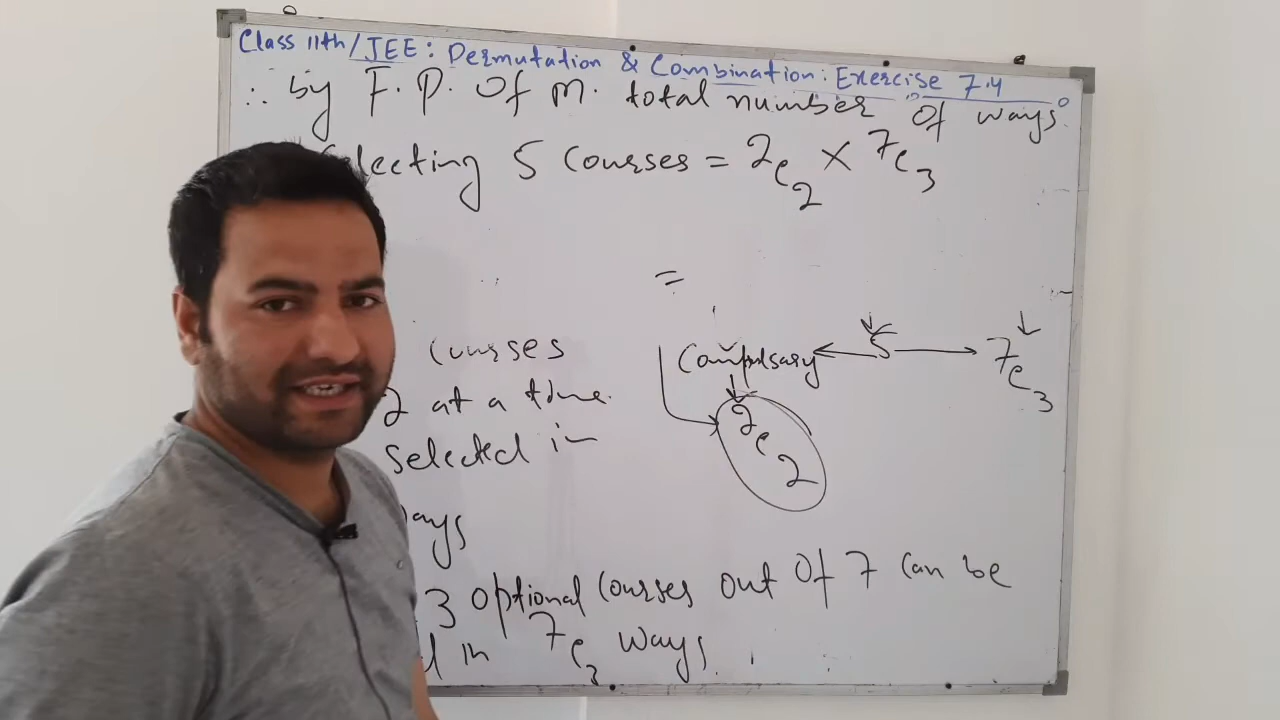 Class 11th/JEE: Permutation & Combination: Exercise 7.4
∴ by F.P. Of M. total number of ways
Selecting 5 Courses = 2c2 × 7c3
=
Courses
2 at a time
selected in
ways
Compulsary ← 5 → 7c3
2c2
3 Optional Courses out Of 7 Can be
in 7c3 ways.